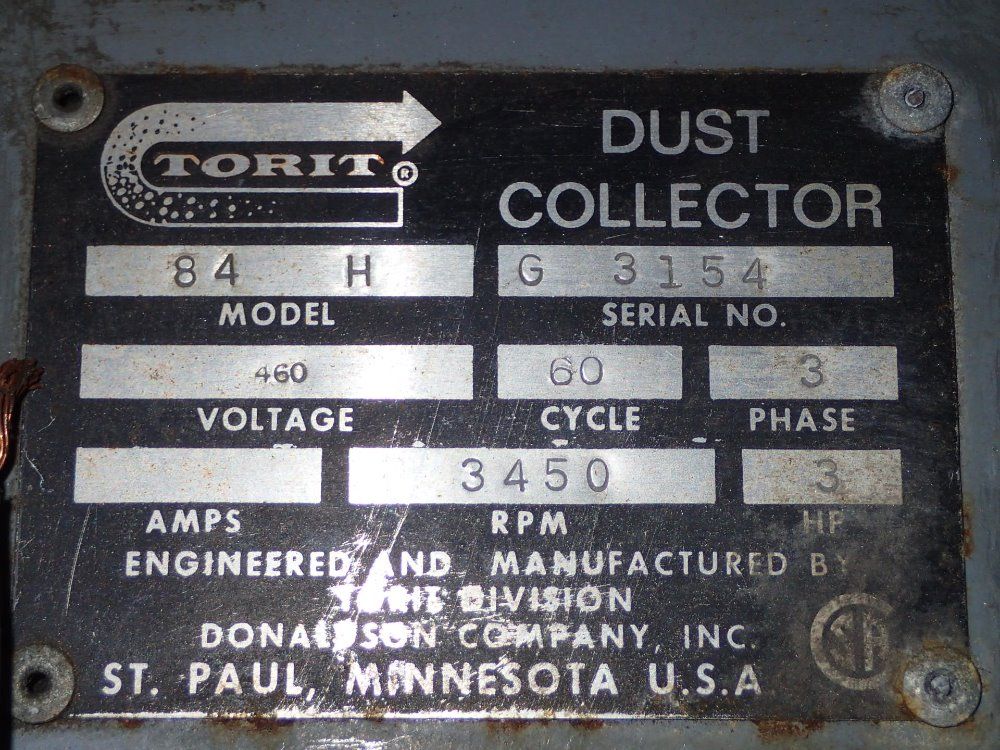 TORIT ®
DUST
COLLECTOR
84 H
G 3154
MODEL
SERIAL NO.
460
60
3
VOLTAGE
CYCLE
PHASE
3450
3
AMPS
RPM
HP
ENGINEERED AND MANUFACTURED BY
TORIT DIVISION
DONALDSON COMPANY, INC.
ST. PAUL, MINNESOTA U.S.A
CSA